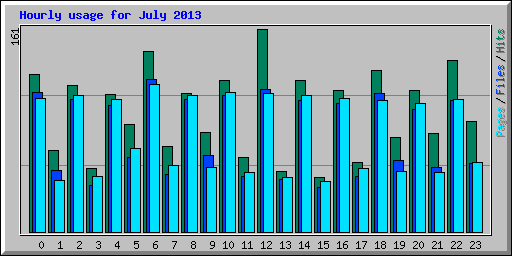 Hourly usage for July 2013
161
Pages/Files/Hits
0 1 2 3 4 5 6 7 8 9 10 11 12 13 14 15 16 17 18 19 20 21 22 23